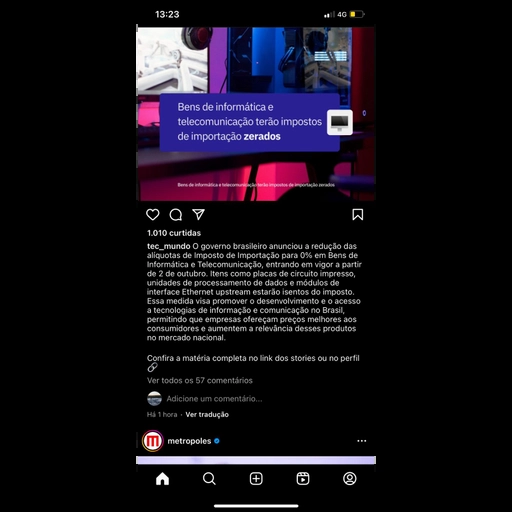 13:23
4G
Bens de informática e
telecomunicação terão impostos
de importação zerados
Bens de informática e telecomunicação terão impostos de importação zerados
1.010 curtidas
tec_mundo O governo brasileiro anunciou a redução das
alíquotas de Imposto de Importação para 0% em Bens de
Informática e Telecomunicação, entrando em vigor a partir
de 2 de outubro. Itens como placas de circuito impresso,
unidades de processamento de dados e módulos de
interface Ethernet upstream estarão isentos do imposto.
Essa medida visa promover o desenvolvimento e o acesso
a tecnologias de informação e comunicação no Brasil,
permitindo que empresas ofereçam preços melhores aos
consumidores e aumentem a relevância desses produtos
no mercado nacional.
Confira a matéria completa no link dos stories ou no perfil
Ver todos os 57 comentários
Adicione um comentário...
Há 1 hora · Ver tradução
metropoles